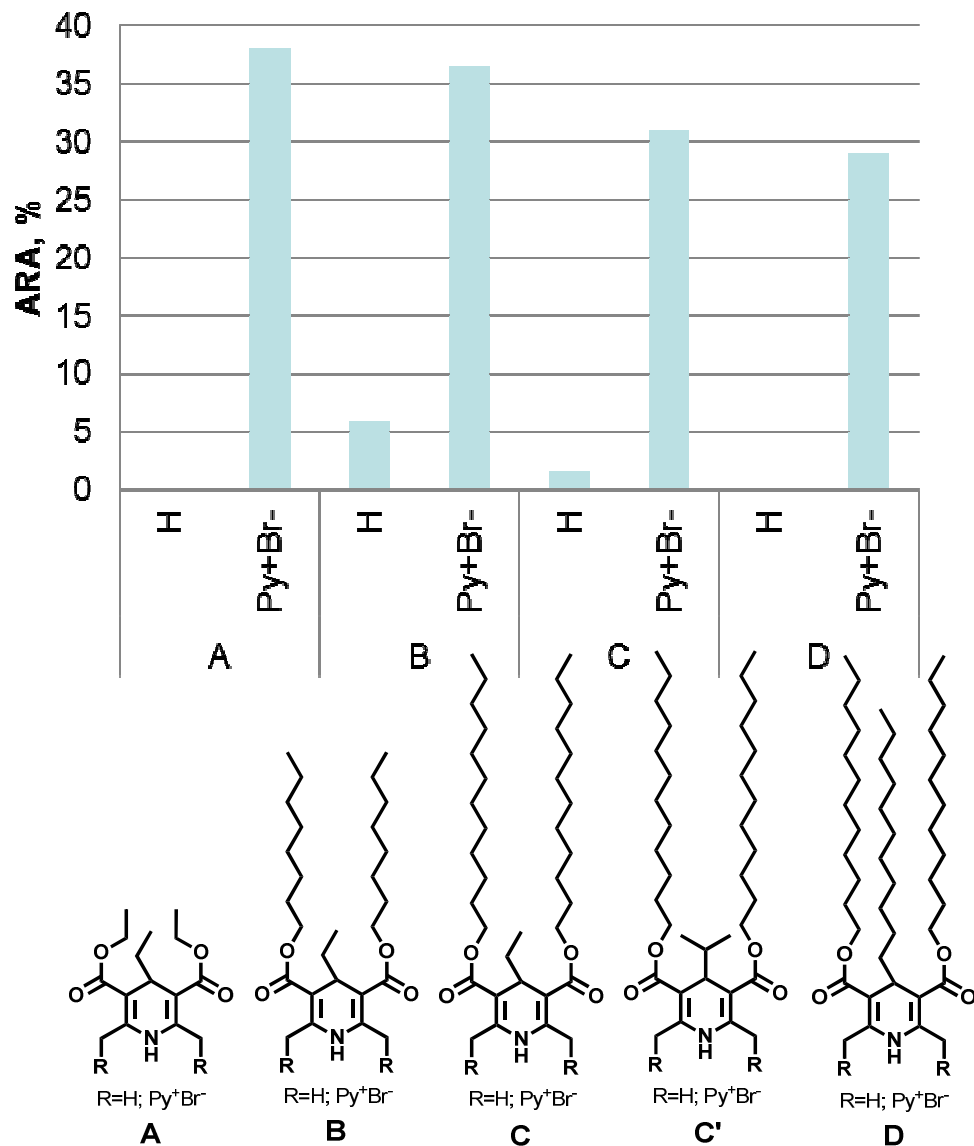 40
35
30
25
20
15
10
5
0
ARA, %
H Py+Br- H Py+Br- H Py+Br- H Py+Br-
A B C D
O O O O O O O O O O
O O O O O O O O O O
N N N N N
H H H H H
R R R R R R R R R R
R=H; Py⁺Br⁻ R=H; Py⁺Br⁻ R=H; Py⁺Br⁻ R=H; Py⁺Br⁻ R=H; Py⁺Br⁻
A B C C' D